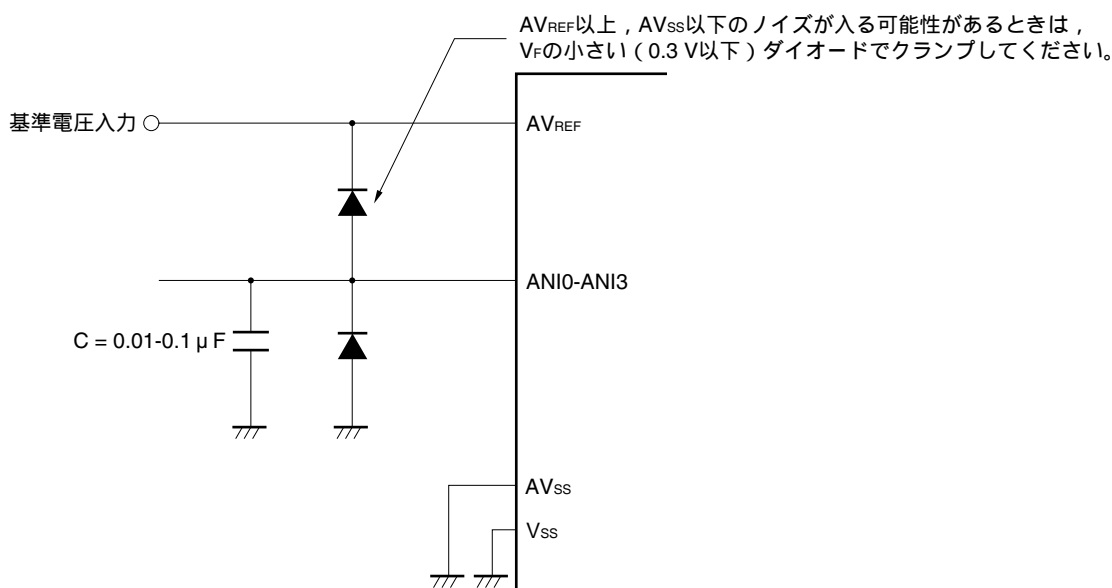 AVREF以上，AVSS以下のノイズが入る可能性があるときは，
VFの小さい（0.3 V以下）ダイオードでクランプしてください。
基準電圧入力
AVREF
ANI0-ANI3
C = 0.01-0.1 μ F
AVSS
VSS